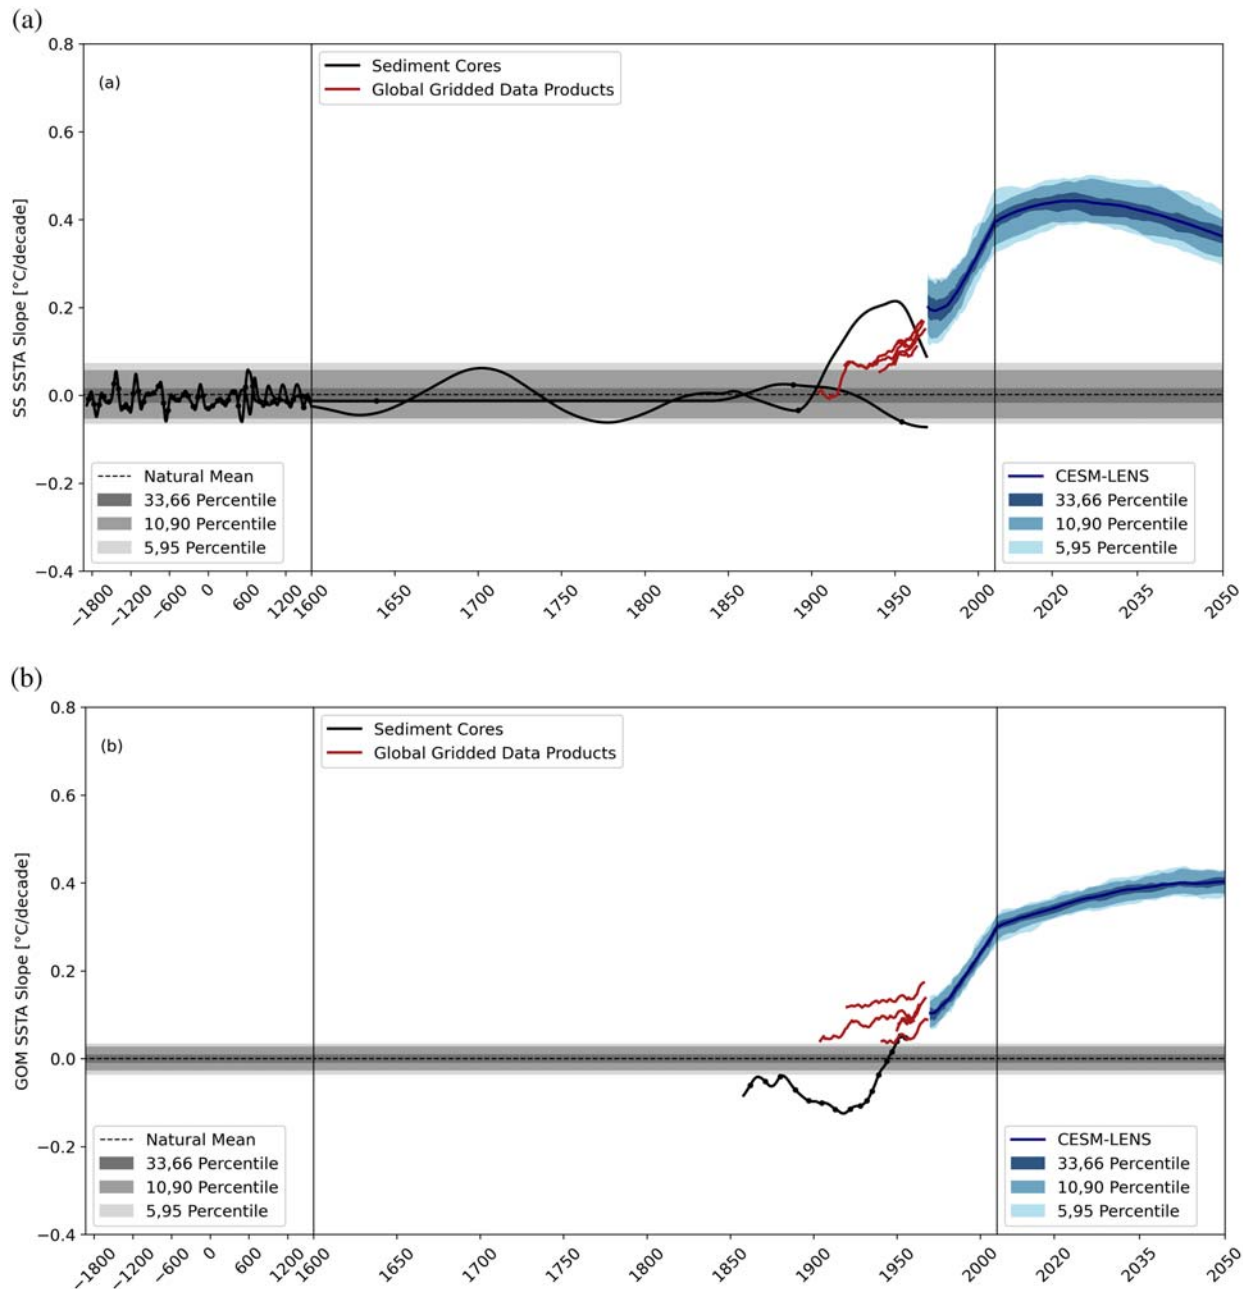 (a)
0.8
(a)
Sediment Cores
Global Gridded Data Products
0.6
0.4
0.2
0.0
−0.2
−0.4
SS SSTA Slope [°C/decade]
Natural Mean
33,66 Percentile
10,90 Percentile
5,95 Percentile
CESM-LENS
33,66 Percentile
10,90 Percentile
5,95 Percentile
−1800
−1200
−600
0
600
1200
1600
1650
1700
1750
1800
1850
1900
1950
2000
2020
2035
2050
(b)
0.8
(b)
Sediment Cores
Global Gridded Data Products
0.6
0.4
0.2
0.0
−0.2
−0.4
GOM SSTA Slope [°C/decade]
Natural Mean
33,66 Percentile
10,90 Percentile
5,95 Percentile
CESM-LENS
33,66 Percentile
10,90 Percentile
5,95 Percentile
−1800
−1200
−600
0
600
1200
1600
1650
1700
1750
1800
1850
1900
1950
2000
2020
2035
2050